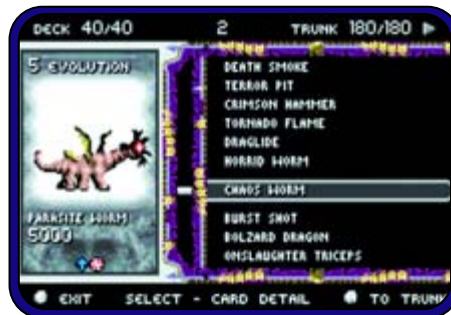 DECK 40/40 2 TRUNK 180/180
5 EVOLUTION
PARASITE WORM
5000
DEATH SMOKE
TERROR PIT
CRIMSON HAMMER
TORNADO FLAME
DRAGLIDE
HORRID WORM
CHAOS WORM
BURST SHOT
BOLZARD DRAGON
ONSLAUGHTER TRICEPS
EXIT SELECT - CARD DETAIL TO TRUNK